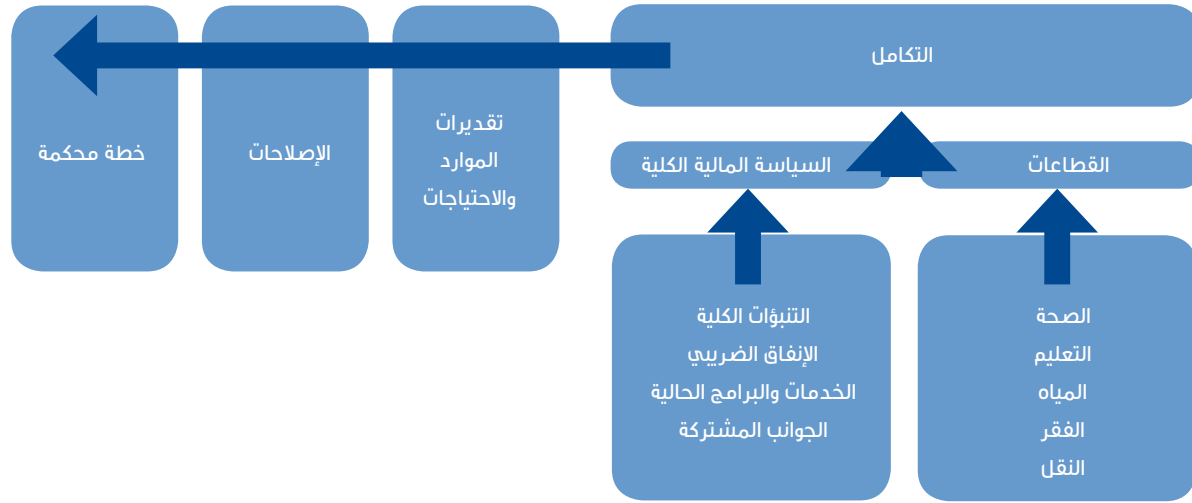 التكامل
تقديرات
الموارد
والاحتياجات
الإصلاحات
خطة محكمة
القطاعات
السياسة المالية الكلية
الصحة
التعليم
المياه
الفقر
النقل
التنبؤات الكلية
الإنفاق الضريبي
الخدمات والبرامج الحالية
الجوانب المشتركة